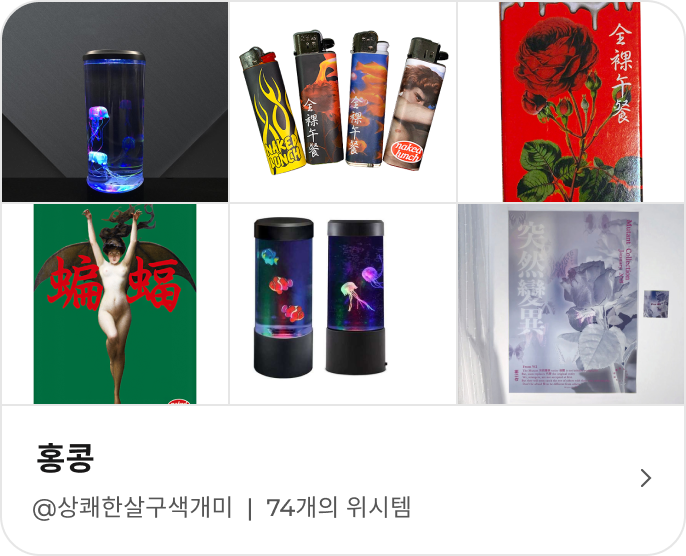 NAKED
LUNCH
全裸午餐
全裸午餐
naked
lunch
全裸午餐
蝙蝠
突然變異
Mutant Collection
홍콩
@상쾌한살구색개미 | 74개의 위시템